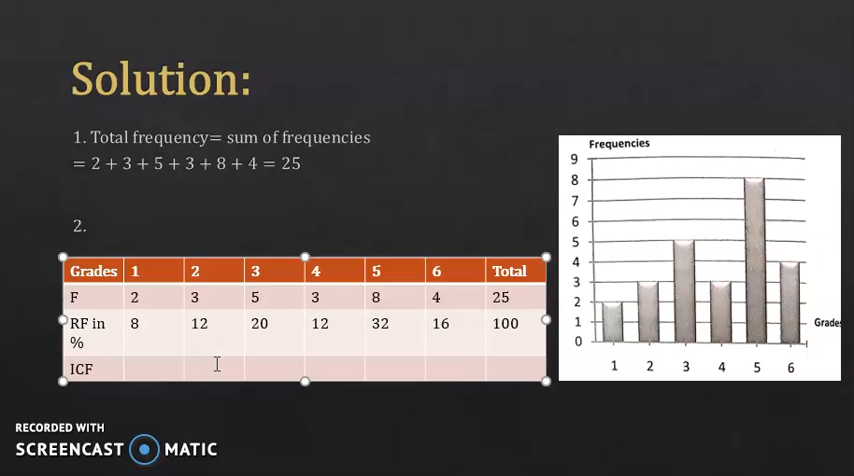 Solution:
1. Total frequency= sum of frequencies
= 2 + 3 + 5 + 3 + 8 + 4 = 25
2.
Grades 1 2 3 4 5 6 Total
F 2 3 5 3 8 4 25
RF in % 8 12 20 12 32 16 100
ICF
Frequencies
9
8
7
6
5
4
3
2
1
0
1 2 3 4 5 6
Grades
RECORDED WITH
SCREENCAST MATIC